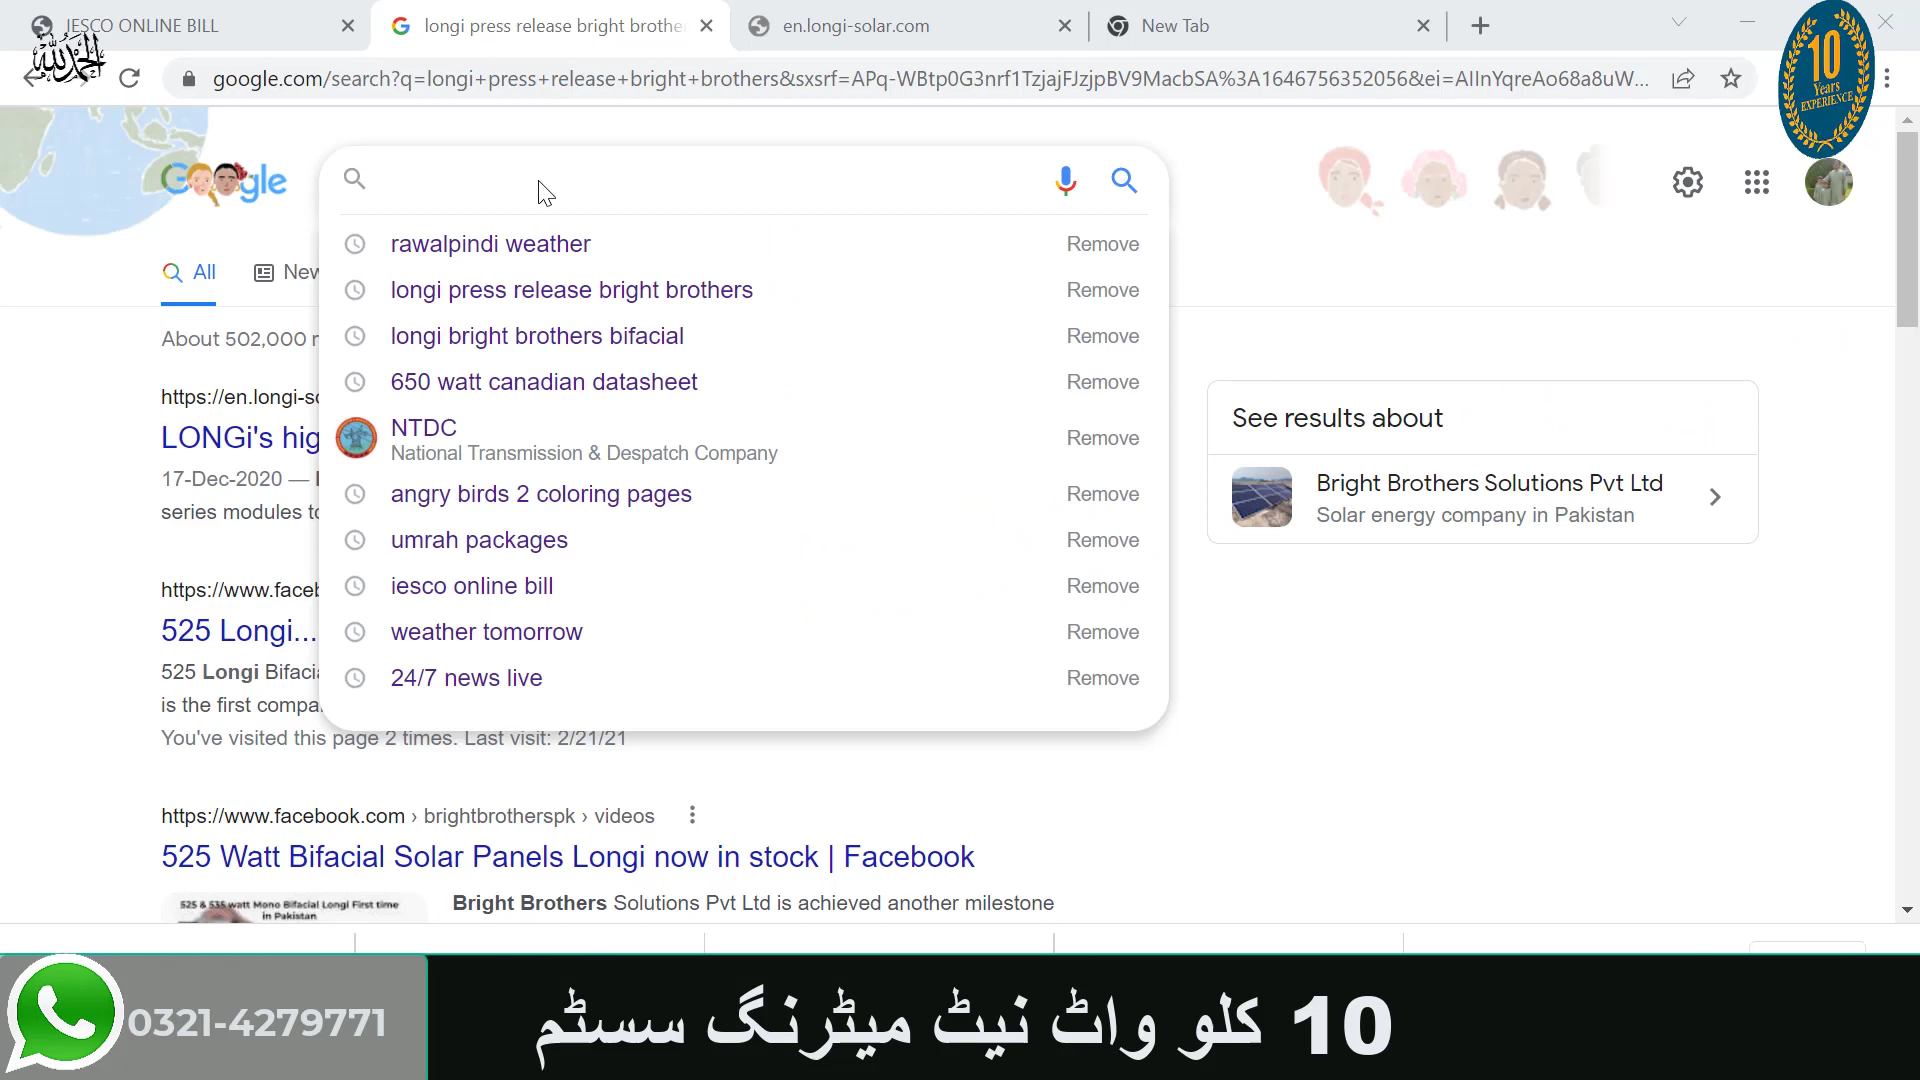 IESCO ONLINE BILL
longi press release bright brothe
en.longi-solar.com
New Tab
الحمدلله
google.com/search?q=longi+press+release+bright+brothers&sxsrf=APq-WBtp0G3nrf1TzjajFJzjpBV9MacbSA%3A1646756352056&ei=AIInYqreAo68a8uW...
10
Years
EXPERIENCE
Google
rawalpindi weather Remove
longi press release bright brothers Remove
longi bright brothers bifacial Remove
650 watt canadian datasheet Remove
NTDC
National Transmission & Despatch Company Remove
angry birds 2 coloring pages Remove
umrah packages Remove
iesco online bill Remove
weather tomorrow Remove
24/7 news live Remove
All New
About 502,000 r
https://en.longi-so
LONGi's hig
17-Dec-2020 —
series modules to
https://www.faceb
525 Longi...
525 Longi Bifacia
is the first compa
You've visited this page 2 times. Last visit: 2/21/21
https://www.facebook.com › brightbrotherspk › videos
525 Watt Bifacial Solar Panels Longi now in stock | Facebook
525 & 535 watt Mono Bifacial Longi First time
in Pakistan
Bright Brothers Solutions Pvt Ltd is achieved another milestone
See results about
Bright Brothers Solutions Pvt Ltd
Solar energy company in Pakistan
0321-4279771
10 کلو واٹ نیٹ میٹرنگ سسٹم